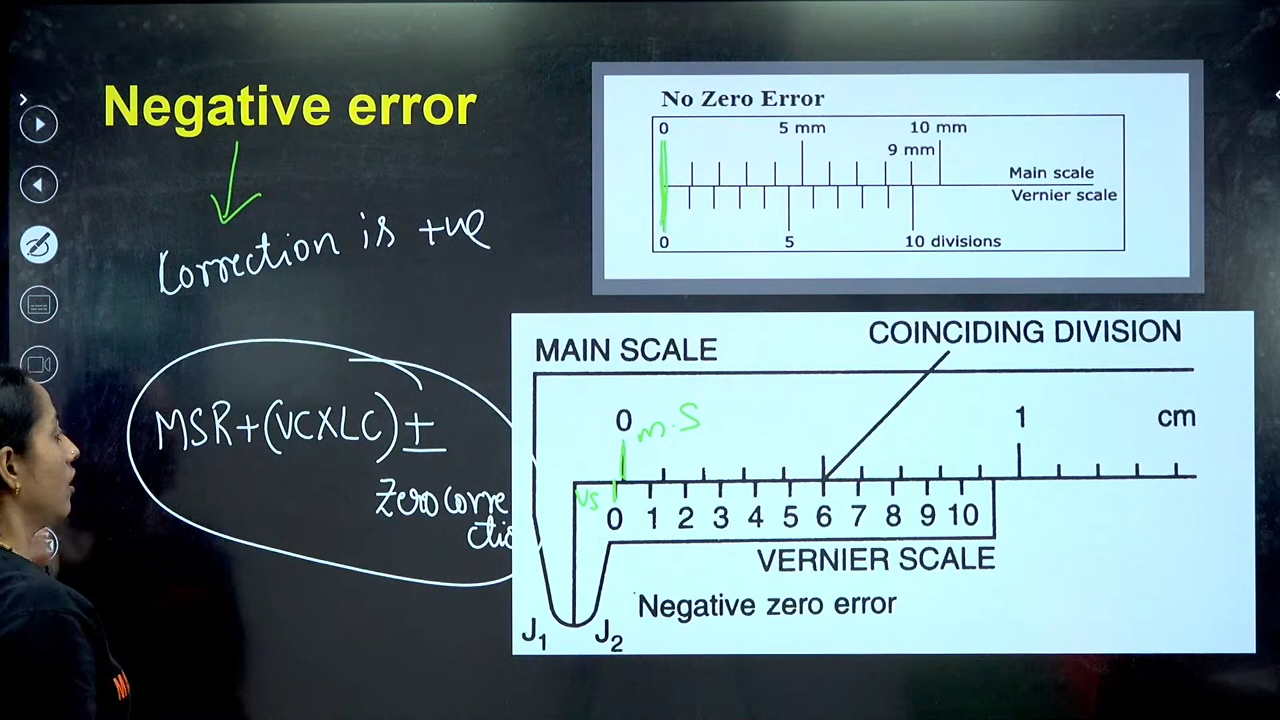 Negative error
Correction is +ve
MSR+(VCXLC)±
Zero corre
ctio
No Zero Error
0 5 mm 10 mm
9 mm
Main scale
Vernier scale
0 5 10 divisions
MAIN SCALE
COINCIDING DIVISION
0 1 cm
m.S
VS
0 1 2 3 4 5 6 7 8 9 10
VERNIER SCALE
Negative zero error
J1 J2